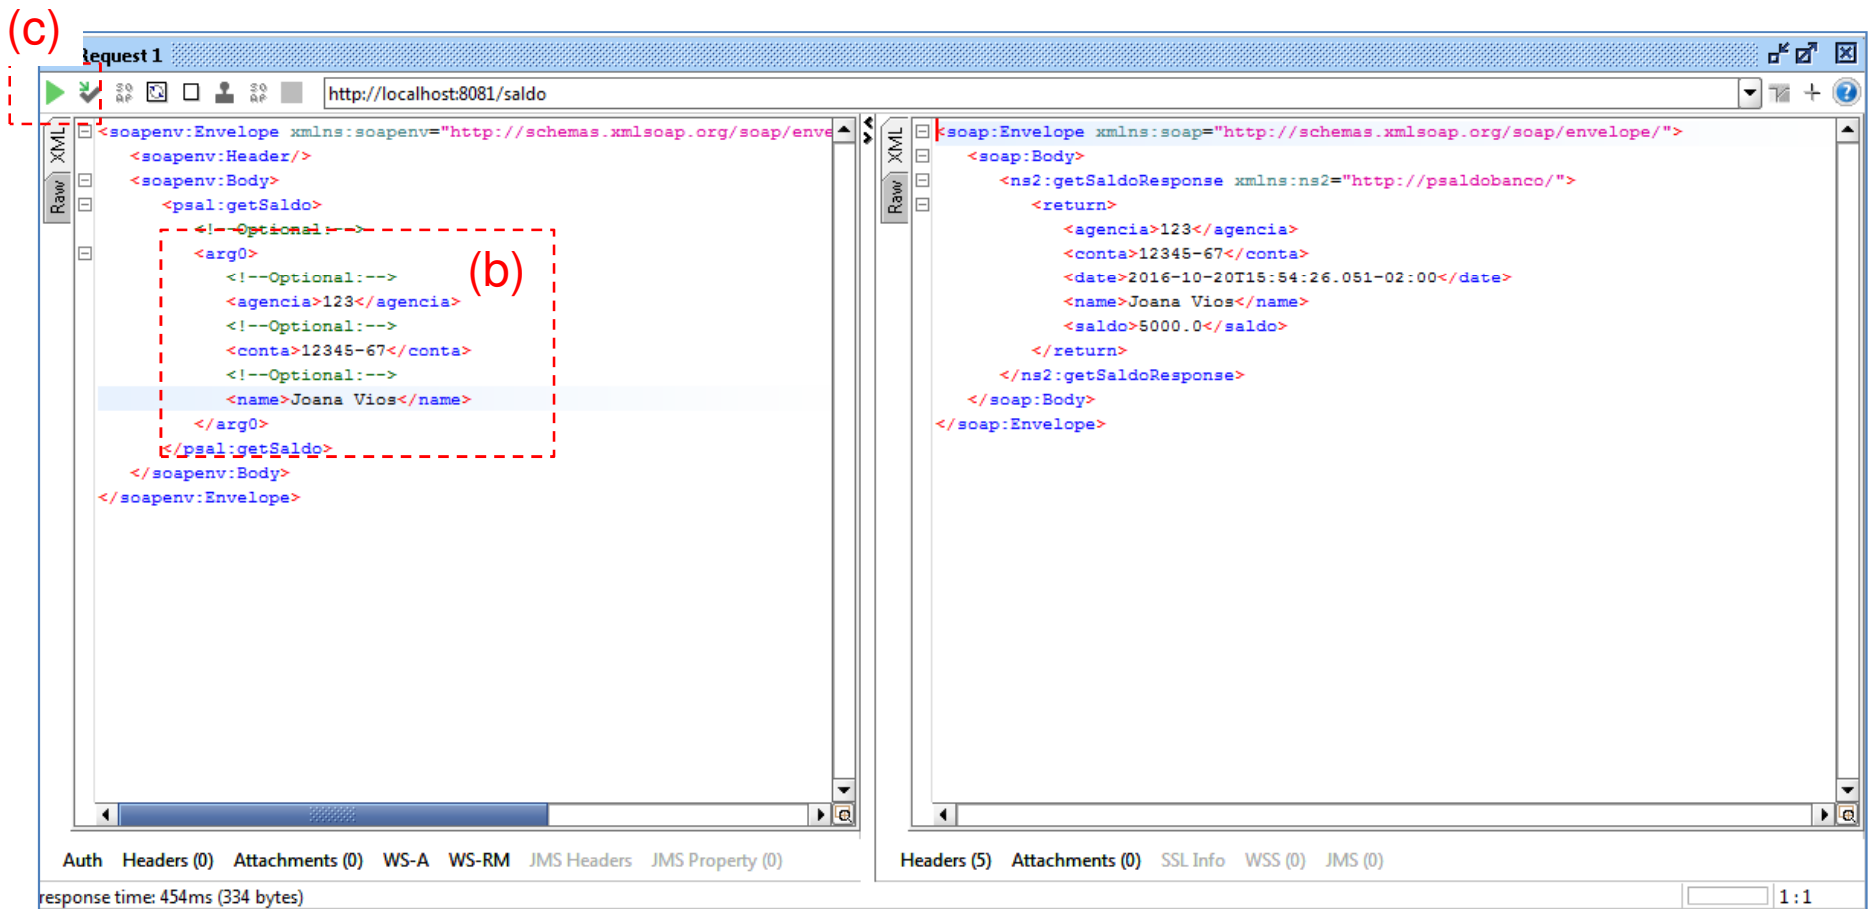 (c)
Request 1
http://localhost:8081/saldo
XML
Raw
<soapenv:Envelope xmlns:soapenv="http://schemas.xmlsoap.org/soap/enve
<soapenv:Header/>
<soapenv:Body>
<psal:getSaldo>
<!--Optional:-->
<arg0>
(b)
<!--Optional:-->
<agencia>123</agencia>
<!--Optional:-->
<conta>12345-67</conta>
<!--Optional:-->
<name>Joana Vios</name>
</arg0>
</psal:getSaldo>
</soapenv:Body>
</soapenv:Envelope>
XML
Raw
<soap:Envelope xmlns:soap="http://schemas.xmlsoap.org/soap/envelope/">
<soap:Body>
<ns2:getSaldoResponse xmlns:ns2="http://psaldobanco/">
<return>
<agencia>123</agencia>
<conta>12345-67</conta>
<date>2016-10-20T15:54:26.051-02:00</date>
<name>Joana Vios</name>
<saldo>5000.0</saldo>
</return>
</ns2:getSaldoResponse>
</soap:Body>
</soap:Envelope>
Auth Headers (0) Attachments (0) WS-A WS-RM JMS Headers JMS Property (0)
Headers (5) Attachments (0) SSL Info WSS (0) JMS (0)
response time: 454ms (334 bytes)
1 : 1